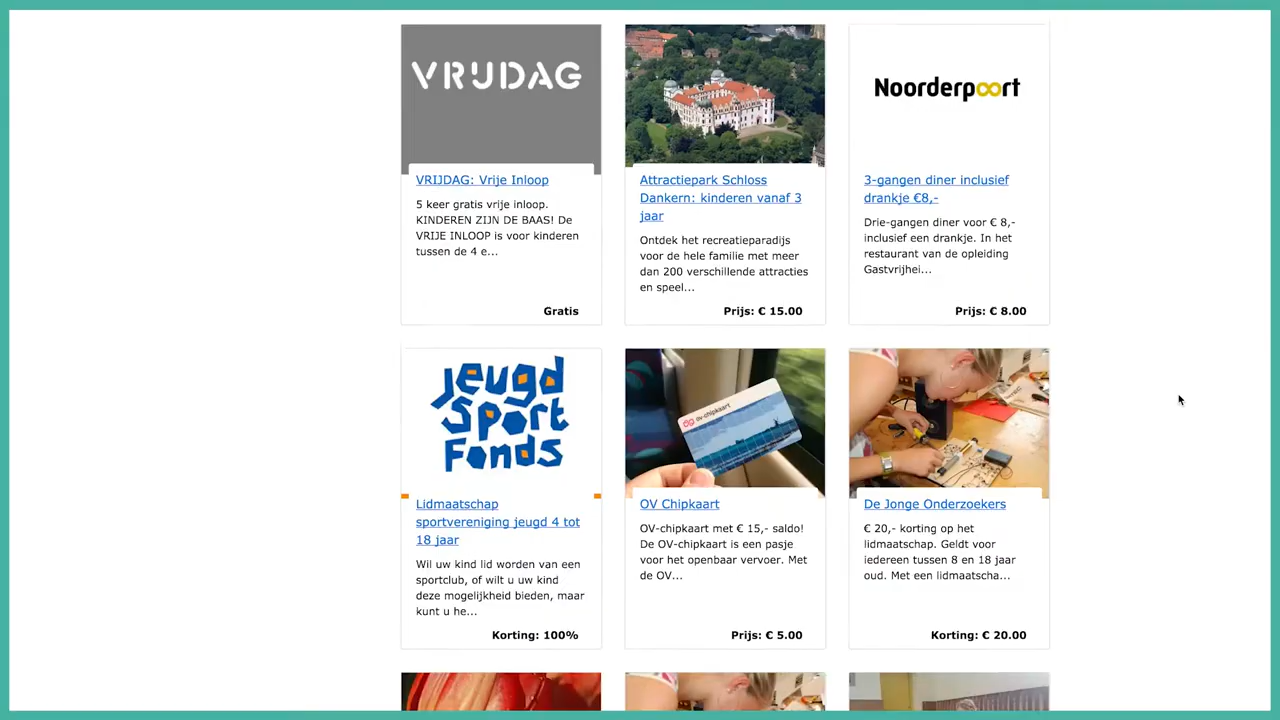 VRIJDAG
VRIJDAG: Vrije Inloop
5 keer gratis vrije inloop.
KINDEREN ZIJN DE BAAS! De
VRIJE INLOOP is voor kinderen
tussen de 4 e...
Gratis
Attractiepark Schloss
Dankern: kinderen vanaf 3
jaar
Ontdek het recreatieparadijs
voor de hele familie met meer
dan 200 verschillende attracties
en speel...
Prijs: € 15.00
Noorderpoort
3-gangen diner inclusief
drankje €8,-
Drie-gangen diner voor € 8,-
inclusief een drankje. In het
restaurant van de opleiding
Gastvrijhei...
Prijs: € 8.00
jeugd
Sport
Fonds
Lidmaatschap
sportvereniging jeugd 4 tot
18 jaar
Wil uw kind lid worden van een
sportclub, of wilt u uw kind
deze mogelijkheid bieden, maar
kunt u he...
Korting: 100%
ov-chipkaart
OV Chipkaart
OV-chipkaart met € 15,- saldo!
De OV-chipkaart is een pasje
voor het openbaar vervoer. Met
de OV...
Prijs: € 5.00
De Jonge Onderzoekers
€ 20,- korting op het
lidmaatschap. Geldt voor
iedereen tussen 8 en 18 jaar
oud. Met een lidmaatscha...
Korting: € 20.00